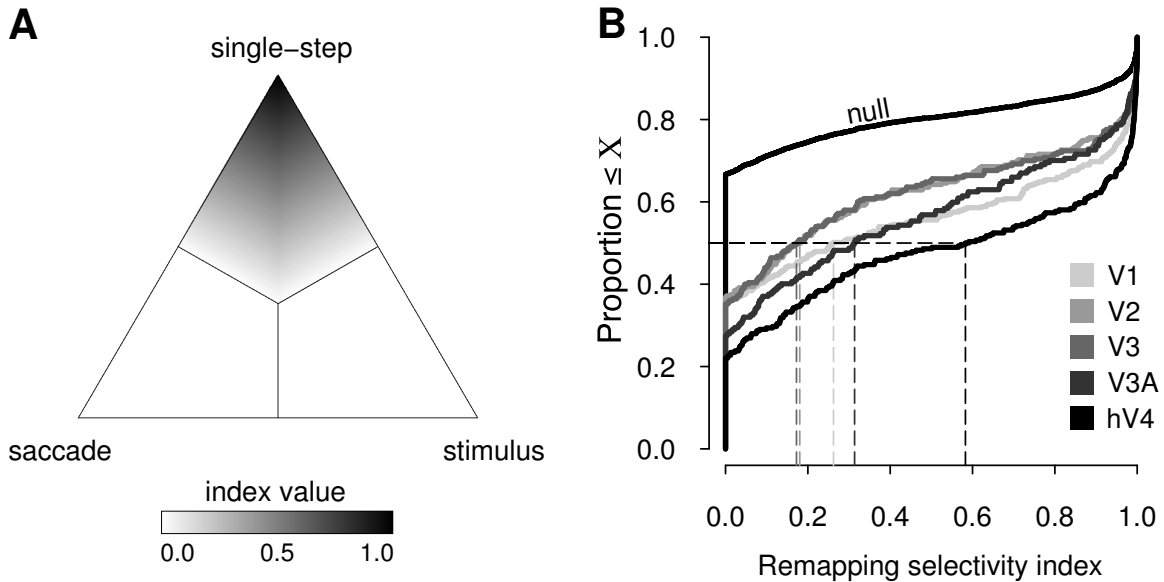 A
single−step
saccade
stimulus
index value
0.0 0.5 1.0
B
Proportion ≤ X
1.0
0.8
0.6
0.4
0.2
0.0
null
V1
V2
V3
V3A
hV4
0.0 0.2 0.4 0.6 0.8 1.0
Remapping selectivity index